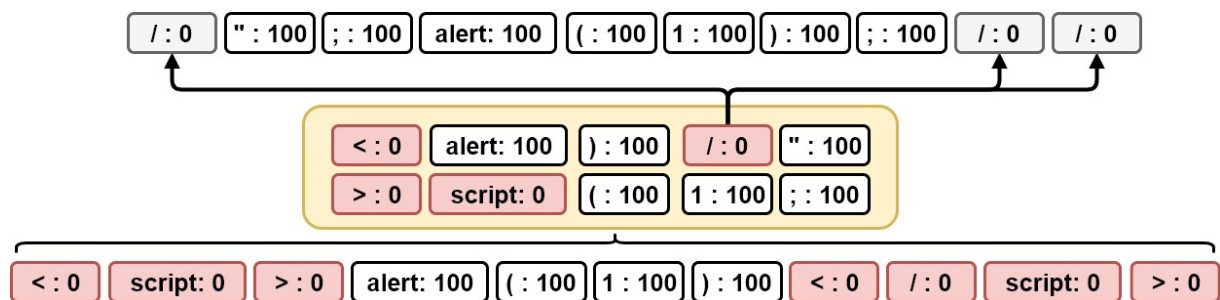 / : 0 " : 100 ; : 100 alert: 100 ( : 100 1 : 100 ) : 100 ; : 100 / : 0 / : 0
< : 0 alert: 100 ) : 100 / : 0 " : 100
> : 0 script: 0 ( : 100 1 : 100 ; : 100
< : 0 script: 0 > : 0 alert: 100 ( : 100 1 : 100 ) : 100 < : 0 / : 0 script: 0 > : 0